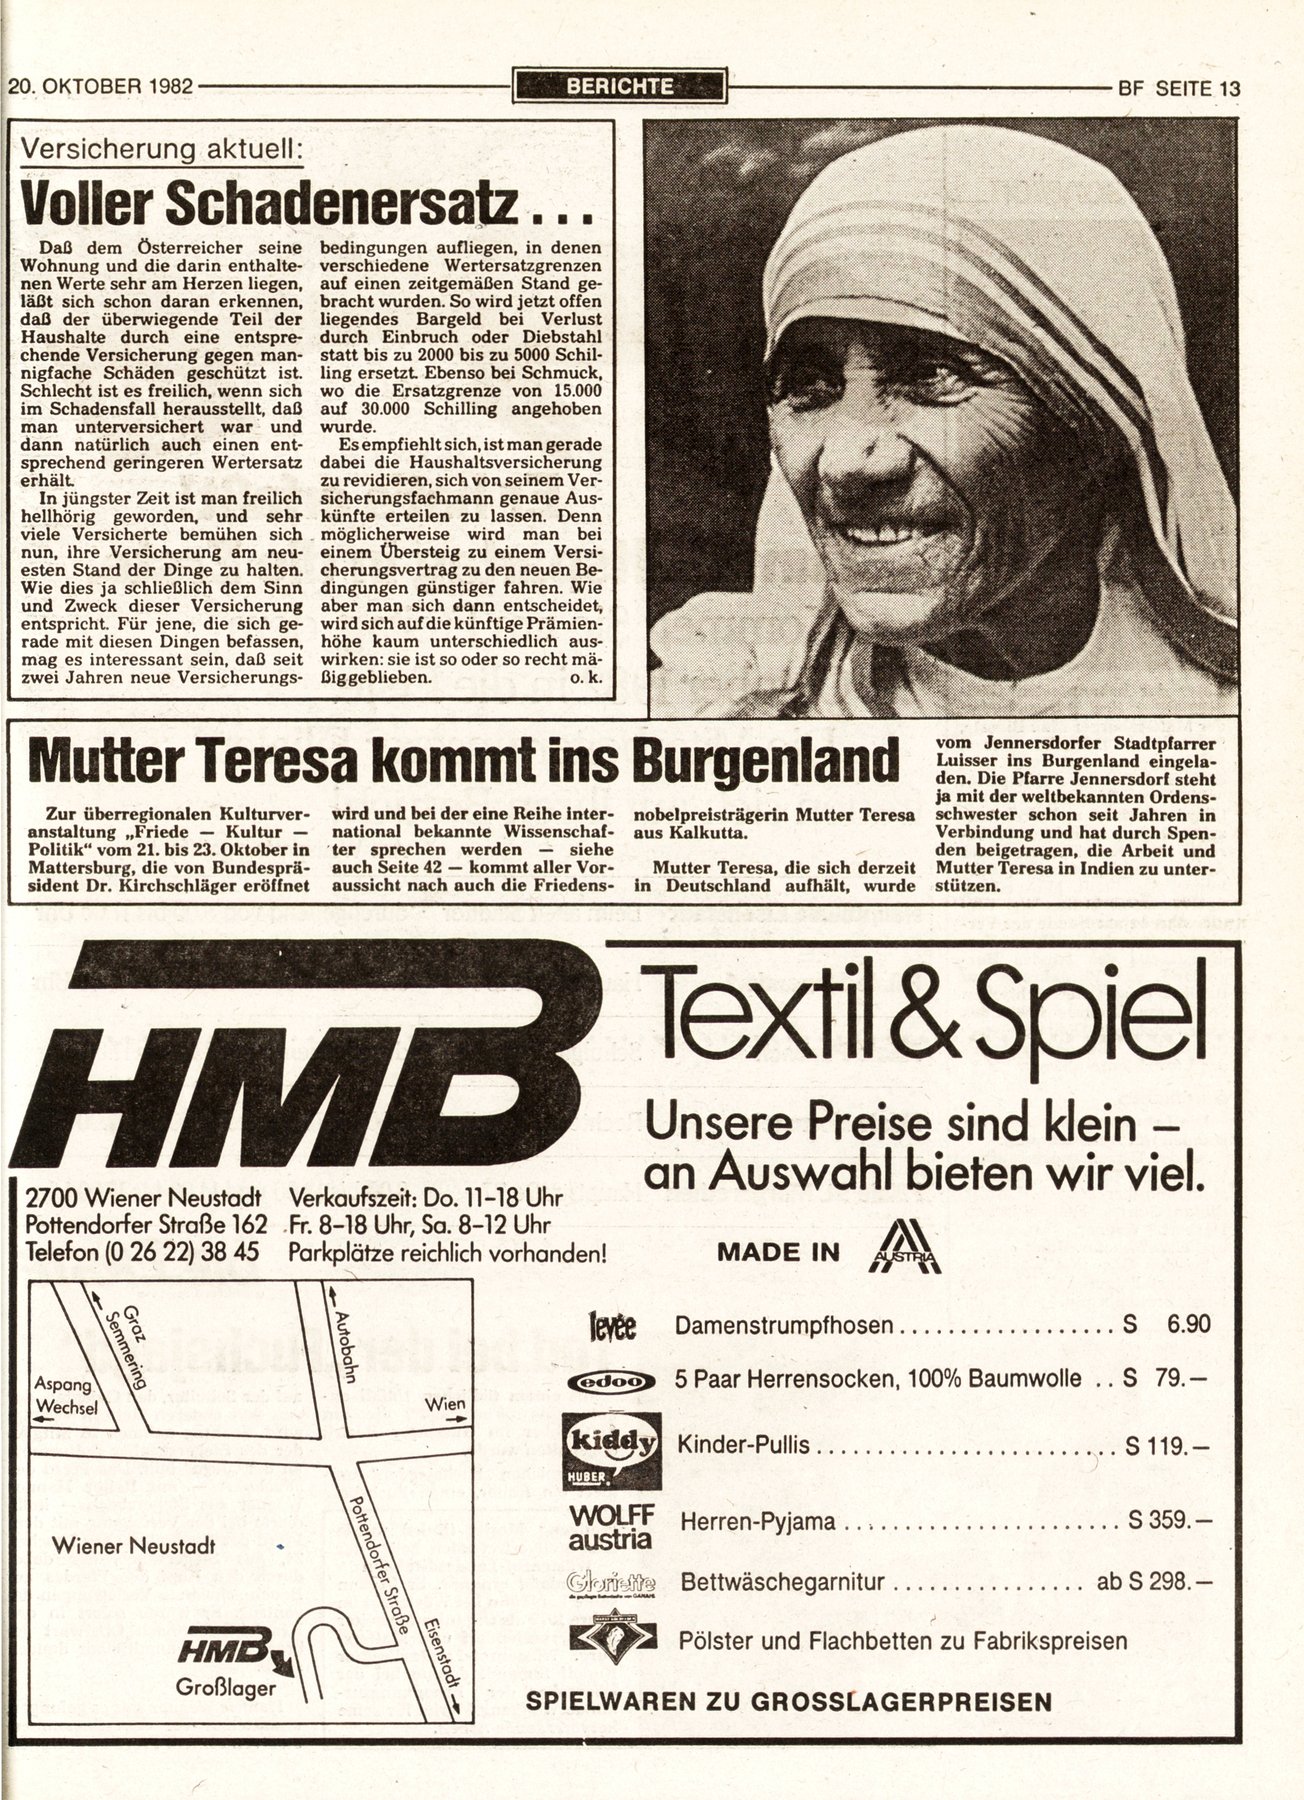 20. OKTOBER 1982
BERICHTE
BF SEITE 13
Versicherung aktuell:
Voller Schadenersatz . . .
Daß dem Österreicher seine
Wohnung und die darin enthalte-
nen Werte sehr am Herzen liegen,
läßt sich schon daran erkennen,
daß der überwiegende Teil der
Haushalte durch eine entspre-
chende Versicherung gegen man-
nigfache Schäden geschützt ist.
Schlecht ist es freilich, wenn sich
im Schadensfall herausstellt, daß
man unterversichert war und
dann natürlich auch einen ent-
sprechend geringeren Wertersatz
erhält.
In jüngster Zeit ist man freilich
hellhörig geworden, und sehr
viele Versicherte bemühen sich
nun, ihre Versicherung am neu-
esten Stand der Dinge zu halten.
Wie dies ja schließlich dem Sinn
und Zweck dieser Versicherung
entspricht. Für jene, die sich ge-
rade mit diesen Dingen befassen,
mag es interessant sein, daß seit
zwei Jahren neue Versicherungs-
bedingungen aufliegen, in denen
verschiedene Wertersatzgrenzen
auf einen zeitgemäßen Stand ge-
bracht wurden. So wird jetzt offen
liegendes Bargeld bei Verlust
durch Einbruch oder Diebstahl
statt bis zu 2000 bis zu 5000 Schil-
ling ersetzt. Ebenso bei Schmuck,
wo die Ersatzgrenze von 15.000
auf 30.000 Schilling angehoben
wurde.
Es empfiehlt sich, ist man gerade
dabei die Haushaltsversicherung
zu revidieren, sich von seinem Ver-
sicherungsfachmann genaue Aus-
künfte erteilen zu lassen. Denn
möglicherweise wird man bei
einem Übersteig zu einem Versi-
cherungsvertrag zu den neuen Be-
dingungen günstiger fahren. Wie
aber man sich dann entscheidet,
wird sich auf die künftige Prämien-
höhe kaum unterschiedlich aus-
wirken: sie ist so oder so recht mä-
ßig geblieben. o. k.
Mutter Teresa kommt ins Burgenland
Zur überregionalen Kulturver-
anstaltung „Friede — Kultur —
Politik“ vom 21. bis 23. Oktober in
Mattersburg, die von Bundesprä-
sident Dr. Kirchschläger eröffnet
wird und bei der eine Reihe inter-
national bekannte Wissenschaf-
ter sprechen werden — siehe
auch Seite 42 — kommt aller Vor-
aussicht nach auch die Friedens-
nobelpreisträgerin Mutter Teresa
aus Kalkutta.
Mutter Teresa, die sich derzeit
in Deutschland aufhält, wurde
vom Jennersdorfer Stadtpfarrer
Luisser ins Burgenland eingela-
den. Die Pfarre Jennersdorf steht
ja mit der weltbekannten Ordens-
schwester schon seit Jahren in
Verbindung und hat durch Spen-
den beigetragen, die Arbeit und
Mutter Teresa in Indien zu unter-
stützen.
HMB
Textil & Spiel
Unsere Preise sind klein –
an Auswahl bieten wir viel.
2700 Wiener Neustadt
Pottendorfer Straße 162
Telefon (0 26 22) 38 45
Verkaufszeit: Do. 11–18 Uhr
Fr. 8–18 Uhr, Sa. 8–12 Uhr
Parkplätze reichlich vorhanden!
MADE IN AUSTRIA
Graz
Semmering
Autobahn
Aspang
Wechsel
Wien
Wiener Neustadt
Pottendorfer Straße
Eisenstadt
HMB
Großlager
levée Damenstrumpfhosen . . . . . . . . . . . . . . . . . . . S 6.90
edoo 5 Paar Herrensocken, 100% Baumwolle . . S 79.—
kiddy
HUBER
Kinder-Pullis . . . . . . . . . . . . . . . . . . . . . . . . . . S 119.—
WOLFF
austria
Herren-Pyjama . . . . . . . . . . . . . . . . . . . . . . . . S 359.—
Gloriette
Bettwäschegarnitur . . . . . . . . . . . . . . . . . ab S 298.—
Pölster und Flachbetten zu Fabrikspreisen
SPIELWAREN ZU GROSSLAGERPREISEN